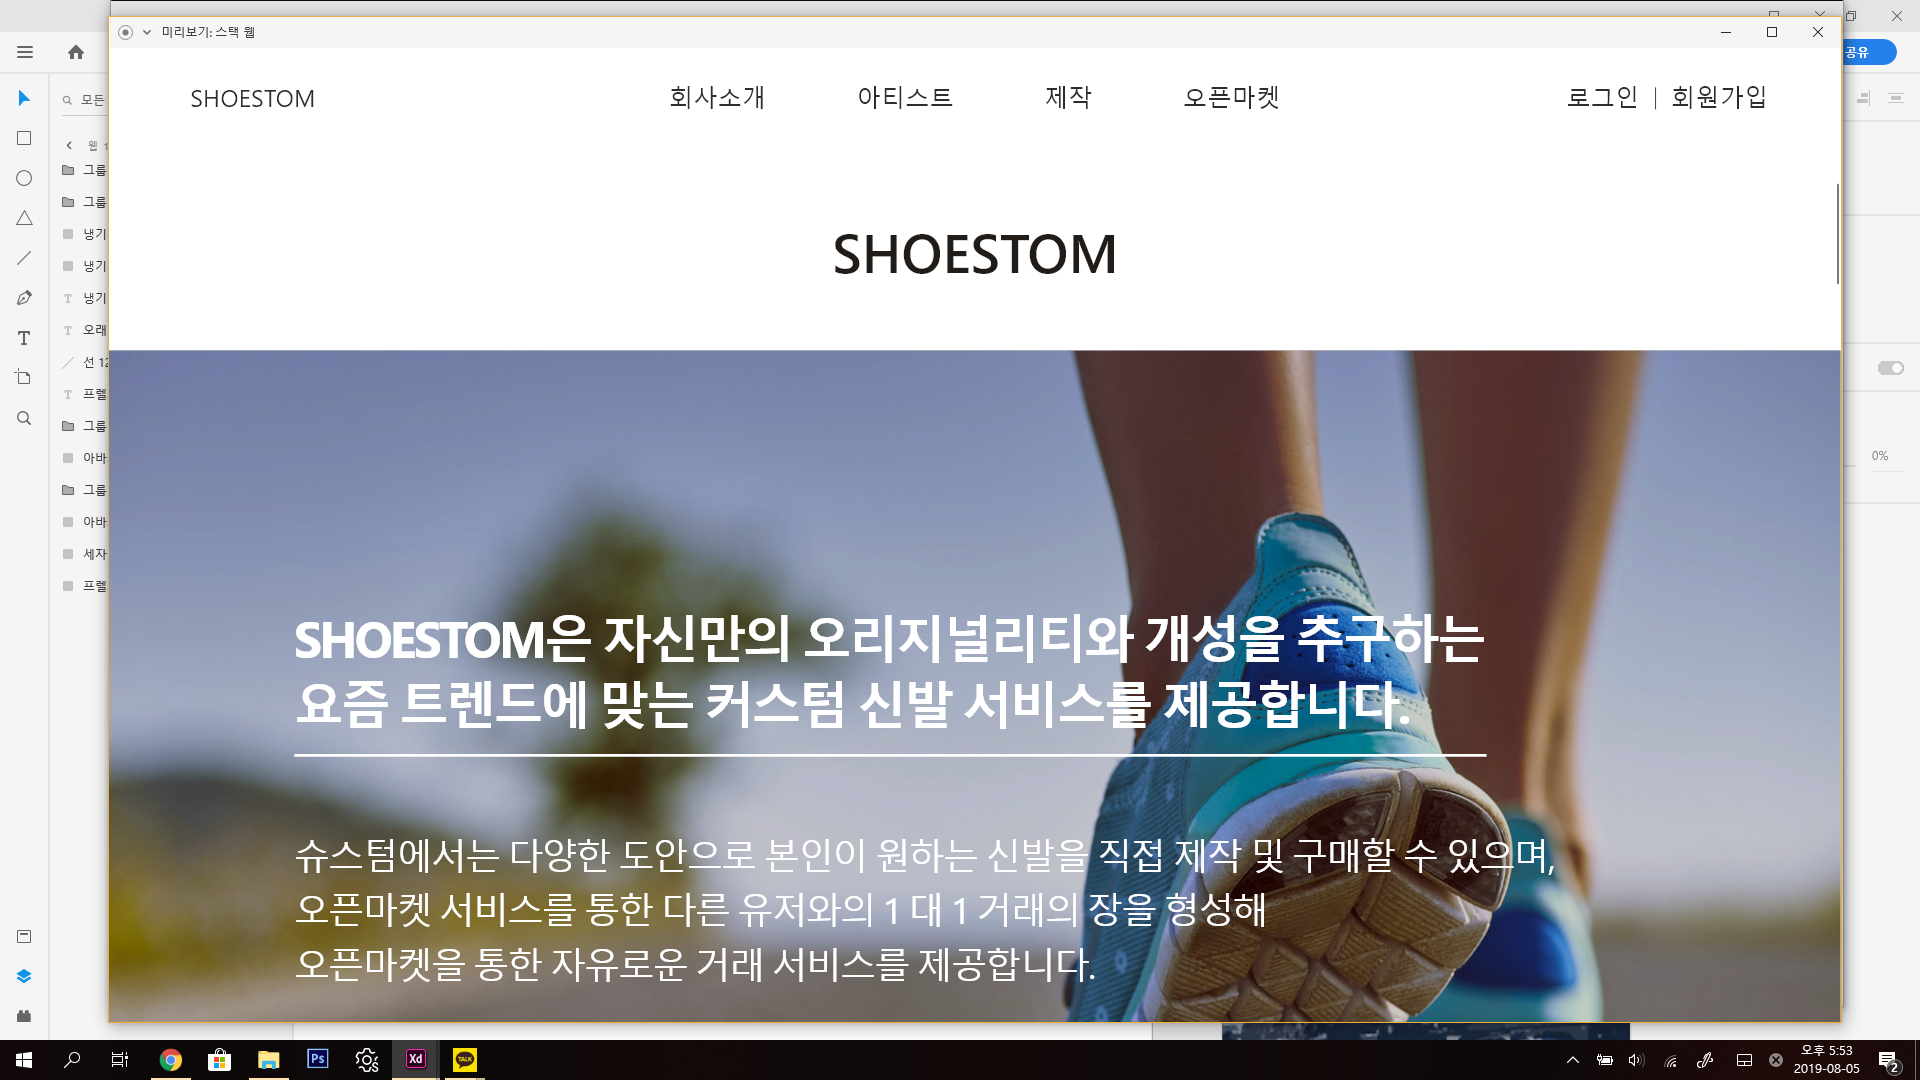 미리보기: 스택 웹
공유
SHOESTOM 회사소개 아티스트 제작 오픈마켓 로그인 | 회원가입
모든
웹 1
그룹
그룹
냉기
냉기
냉기
오래
선 12
프렐
그룹
아바
그룹
아바
세자
프렐
0%
SHOESTOM
SHOESTOM은 자신만의 오리지널리티와 개성을 추구하는
요즘 트렌드에 맞는 커스텀 신발 서비스를 제공합니다.
슈스텀에서는 다양한 도안으로 본인이 원하는 신발을 직접 제작 및 구매할 수 있으며,
오픈마켓 서비스를 통한 다른 유저와의 1 대 1 거래의 장을 형성해
오픈마켓을 통한 자유로운 거래 서비스를 제공합니다.
Ps
Xd
TALK
오후 5:53
2019-08-05
2